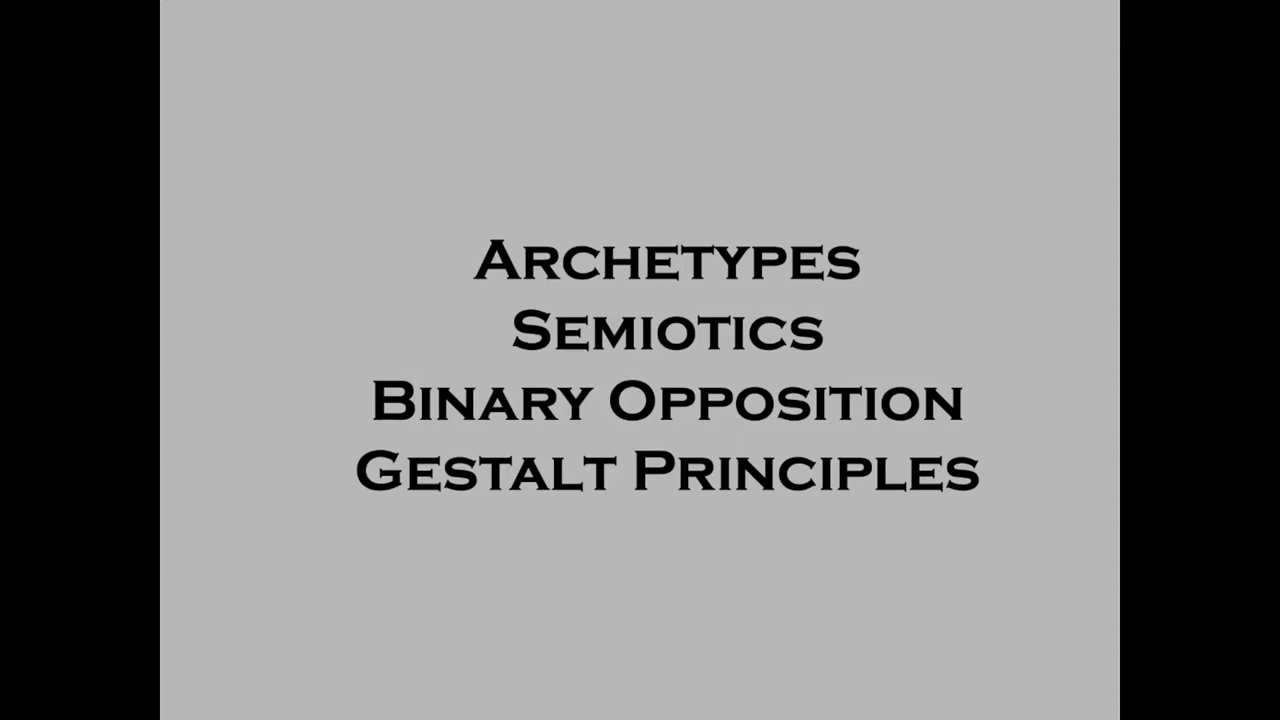 Archetypes
Semiotics
Binary Opposition
Gestalt Principles